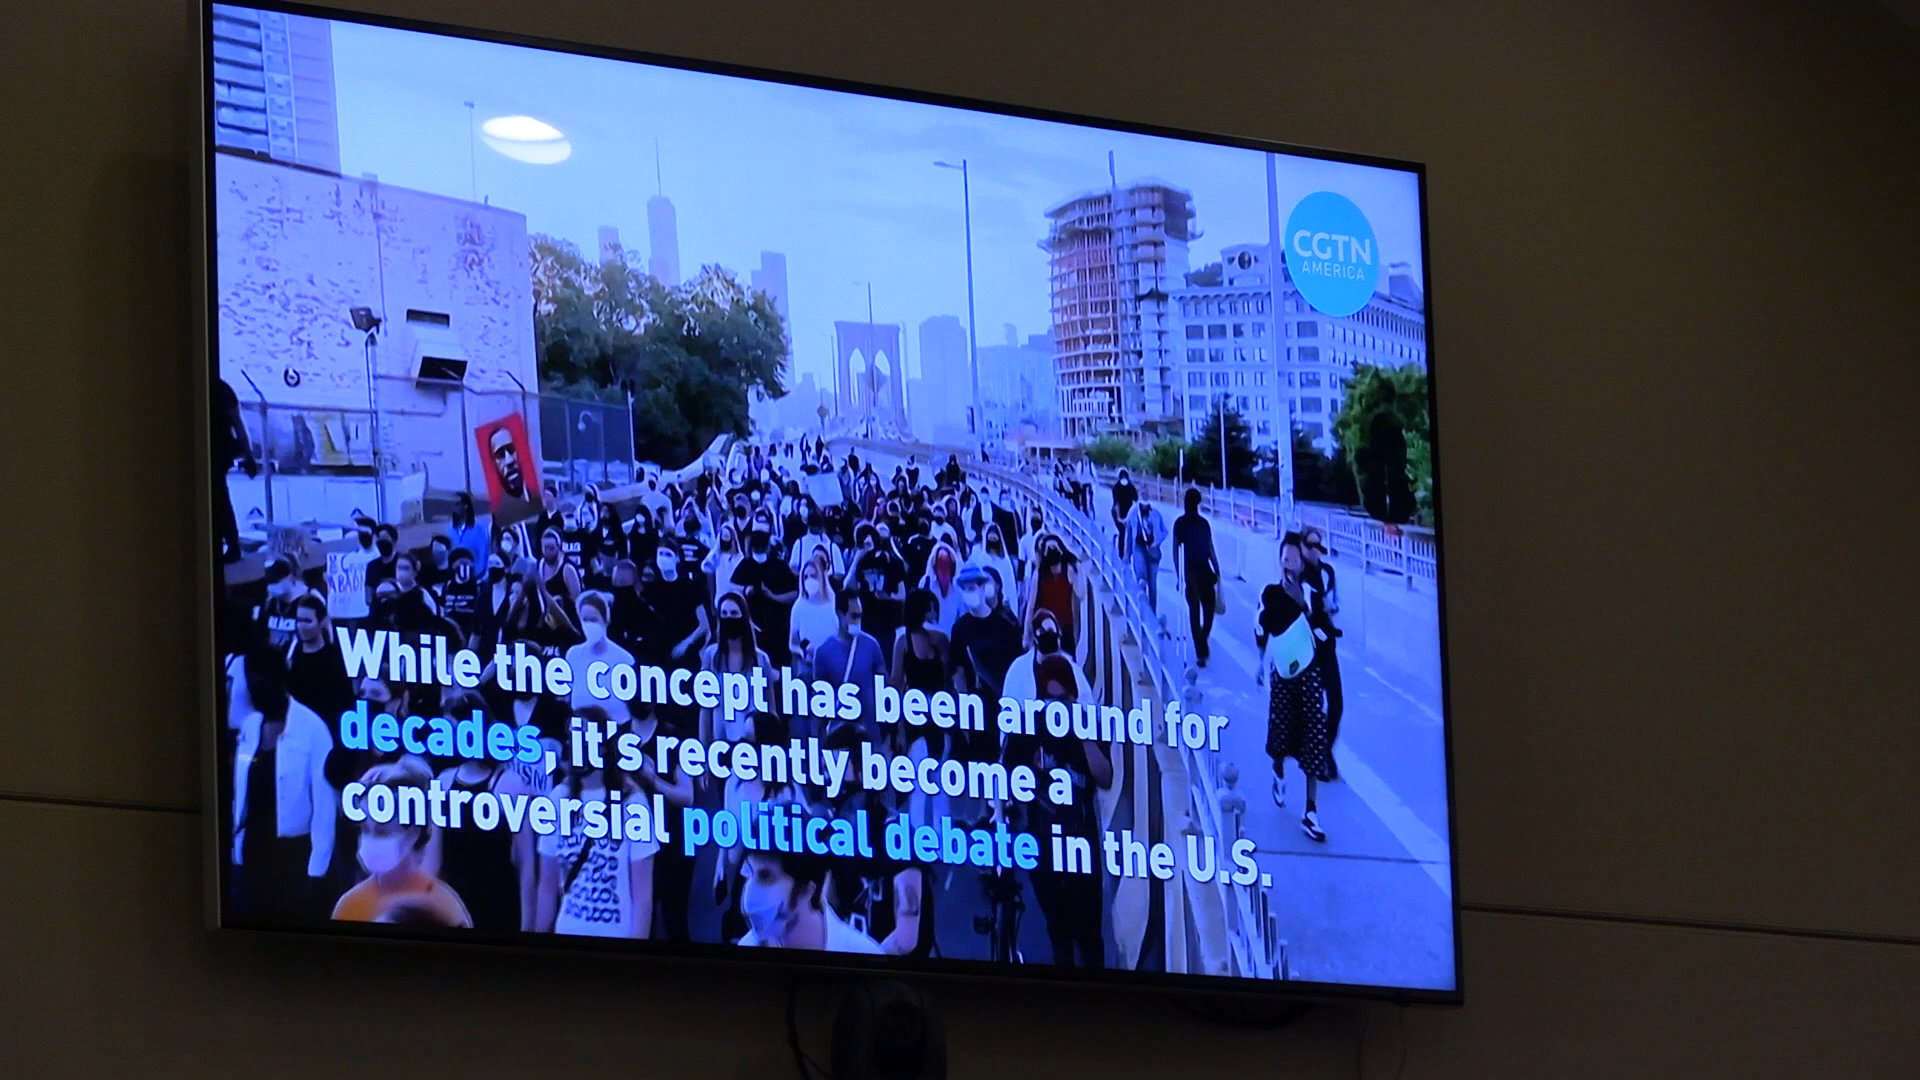 CGTN
AMERICA
While the concept has been around for
decades, it's recently become a
controversial political debate in the U.S.